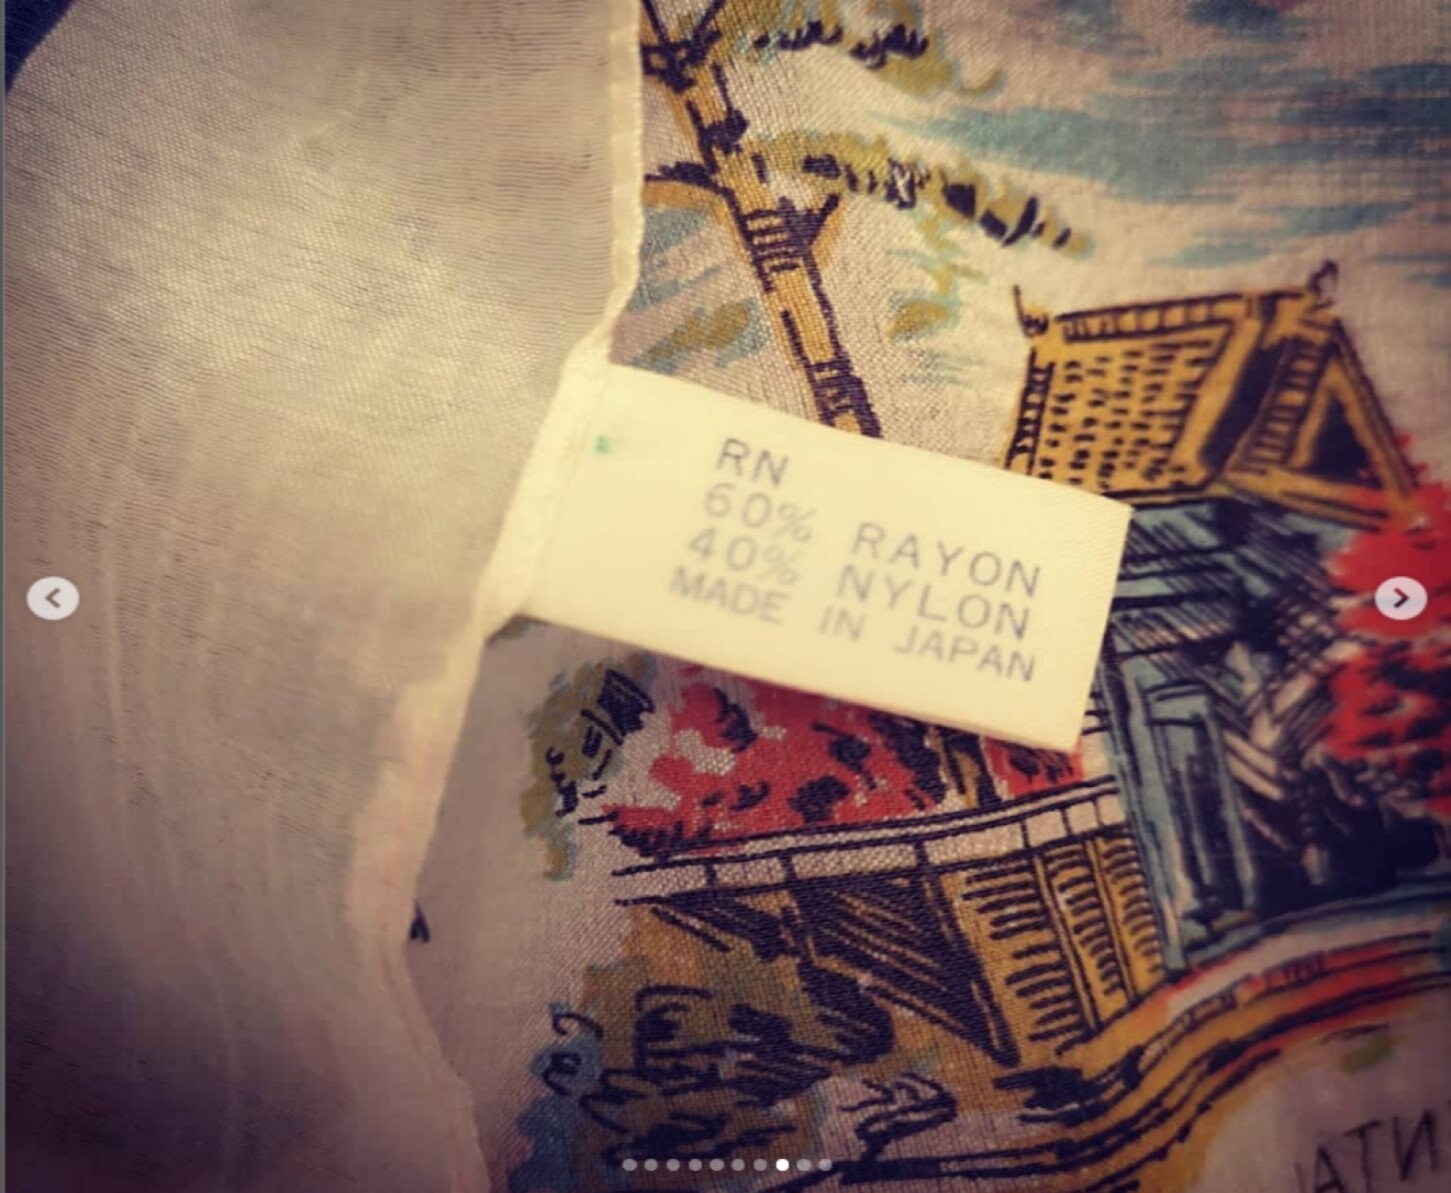 RN
60% RAYON
40% NYLON
MADE IN JAPAN